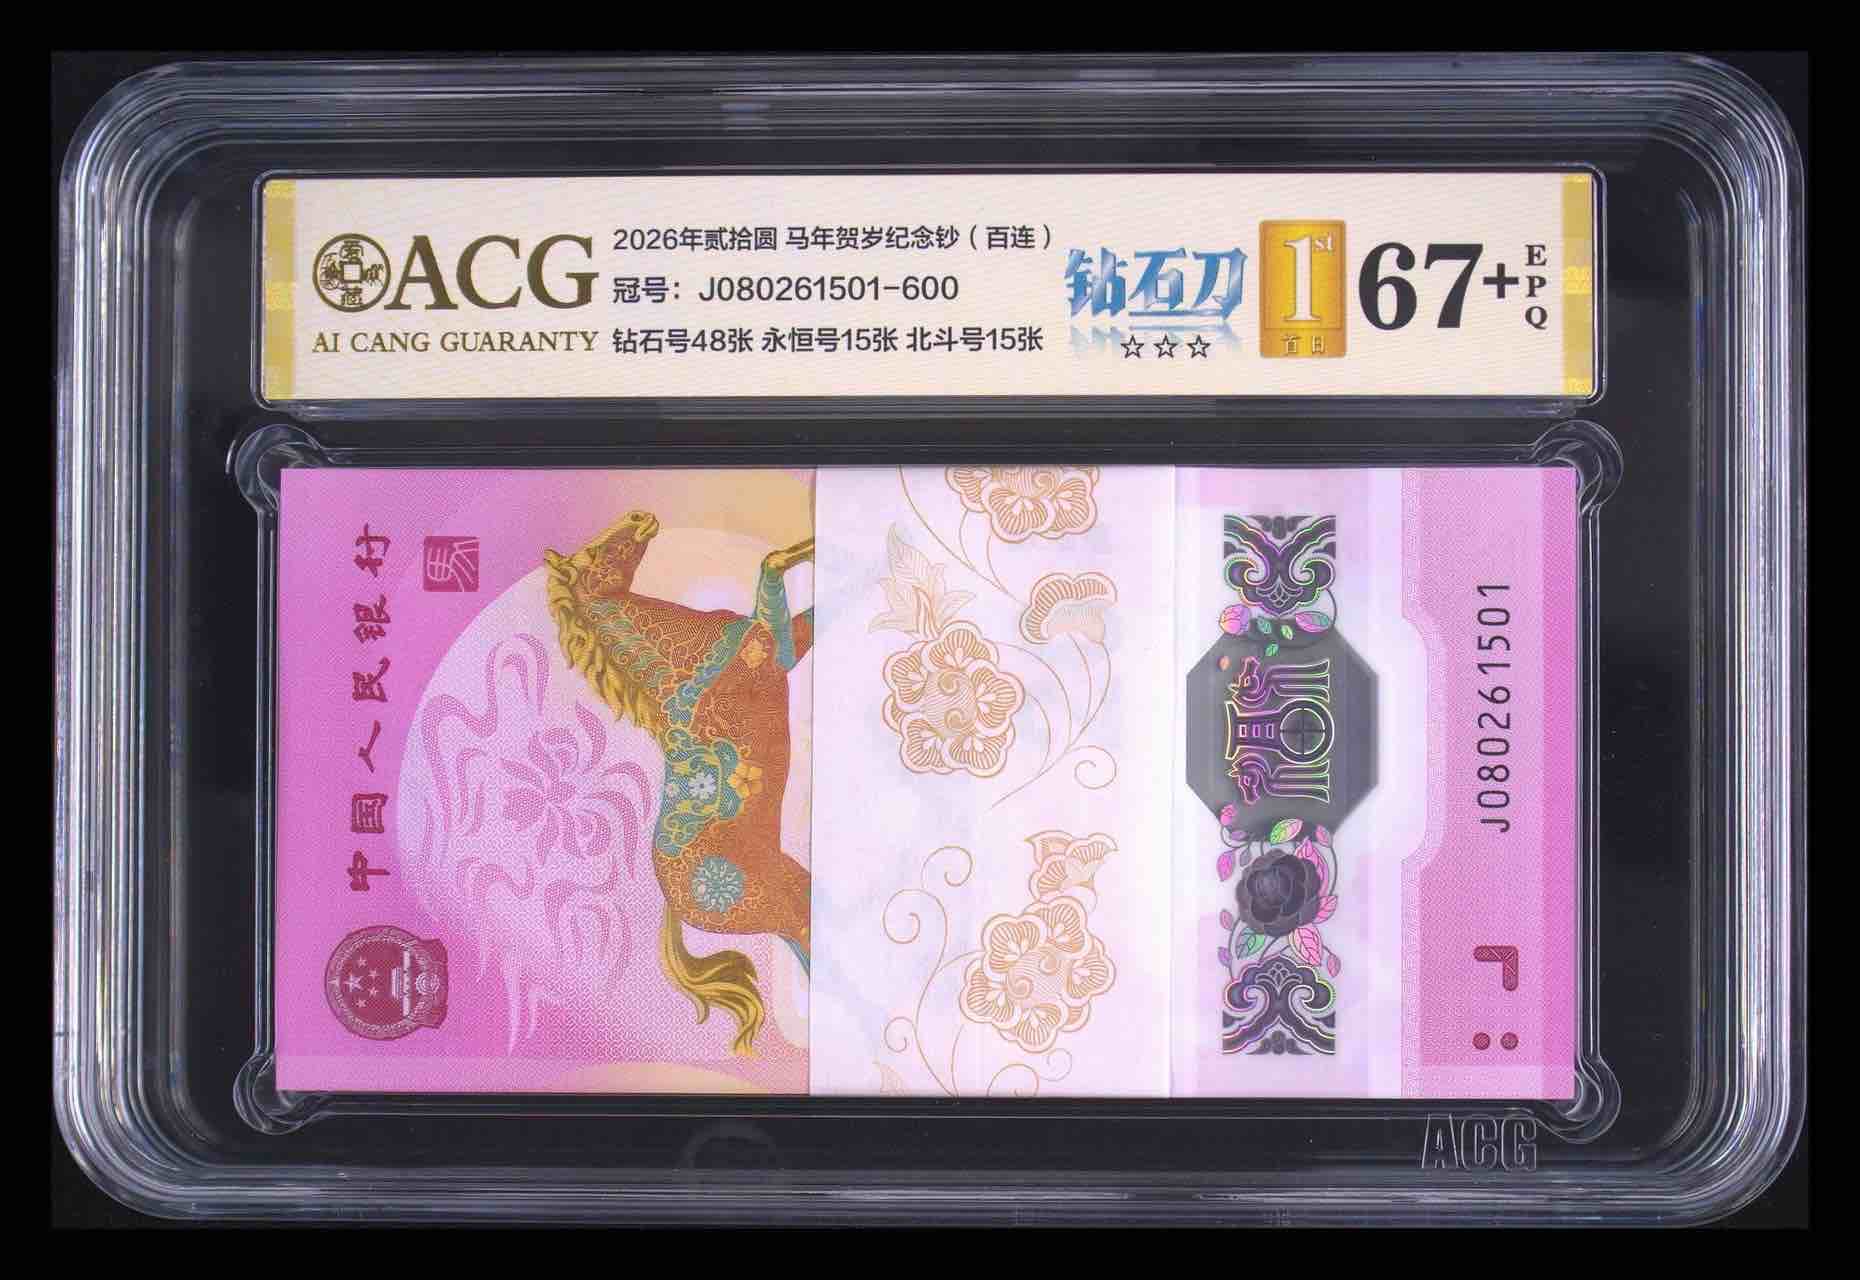 ACG
AI CANG GUARANTY
2026年贰拾圆 马年贺岁纪念钞（百连）
冠号：J080261501-600
钻石号48张 永恒号15张 北斗号15张
钻石刀
☆☆☆
1st
首日
67+
EPQ
中国人民银行
马
J080261501
ACG